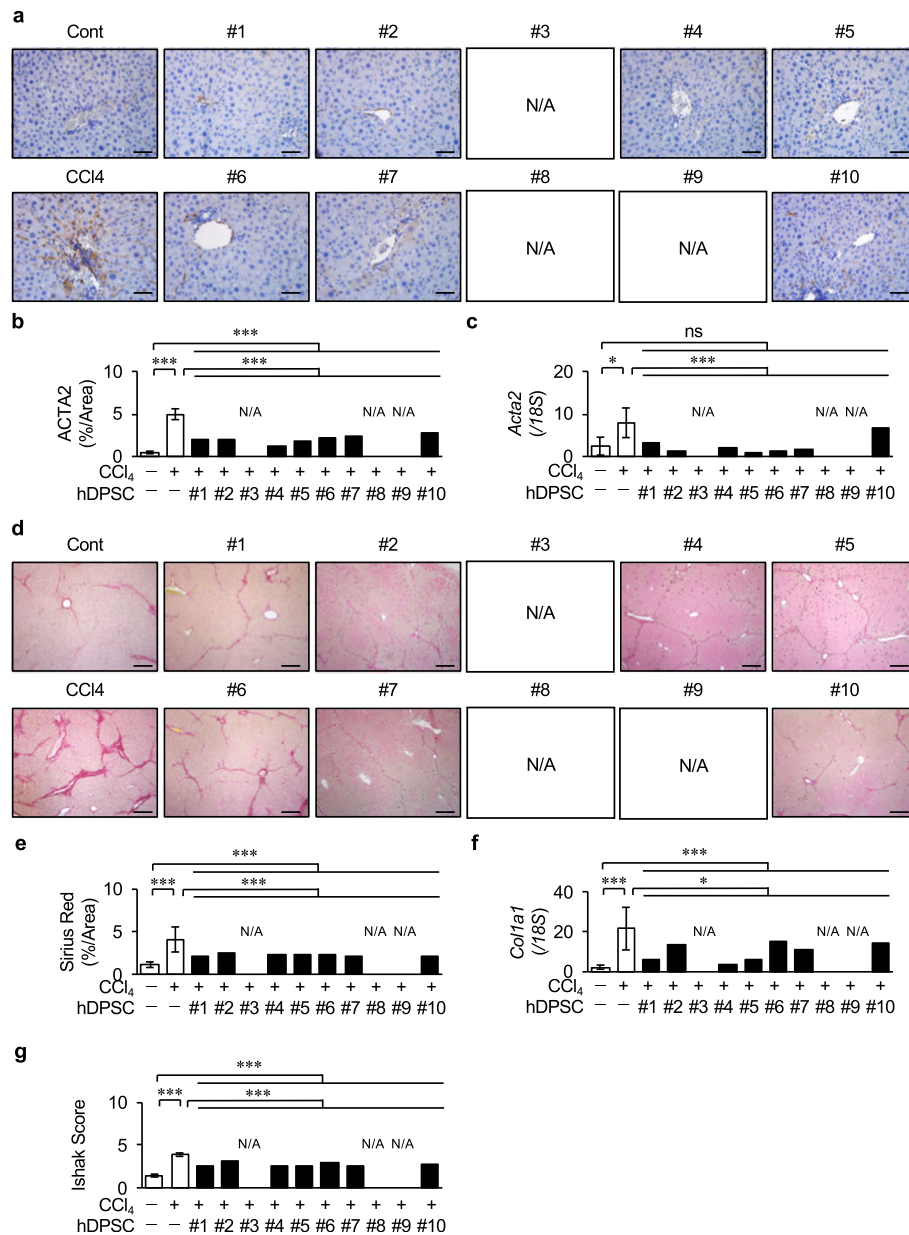 a
Cont #1 #2 #3 #4 #5
N/A
CCl4 #6 #7 #8 #9 #10
N/A N/A
b
***
*** ***
ACTA2
(%/Area)
10
5
0
N/A N/A N/A
CCl4 − + + + + + + + + + + +
hDPSC − − #1 #2 #3 #4 #5 #6 #7 #8 #9 #10
c
ns
* ***
Acta2
(/18S)
20
10
0
N/A N/A N/A
CCl4 − + + + + + + + + + + +
hDPSC − − #1 #2 #3 #4 #5 #6 #7 #8 #9 #10
d
Cont #1 #2 #3 #4 #5
N/A
CCl4 #6 #7 #8 #9 #10
N/A N/A
e
***
*** ***
Sirius Red
(%/Area)
10
5
0
N/A N/A N/A
CCl4 − + + + + + + + + + + +
hDPSC − − #1 #2 #3 #4 #5 #6 #7 #8 #9 #10
f
***
*** *
Col1a1
(/18S)
40
20
0
N/A N/A N/A
CCl4 − + + + + + + + + + + +
hDPSC − − #1 #2 #3 #4 #5 #6 #7 #8 #9 #10
g
***
*** ***
Ishak Score
10
5
0
N/A N/A N/A
CCl4 − + + + + + + + + + + +
hDPSC − − #1 #2 #3 #4 #5 #6 #7 #8 #9 #10